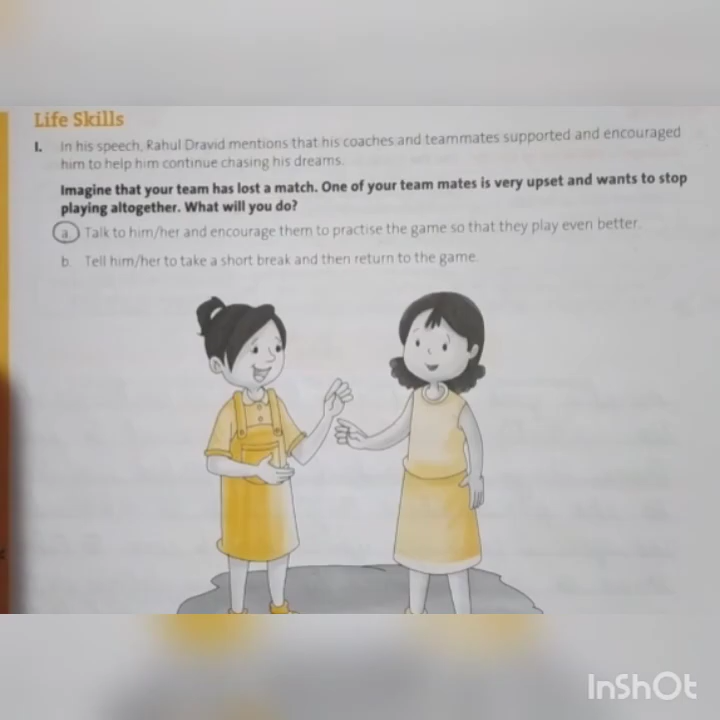 Life Skills
I. In his speech, Rahul Dravid mentions that his coaches and teammates supported and encouraged
him to help him continue chasing his dreams.
Imagine that your team has lost a match. One of your team mates is very upset and wants to stop
playing altogether. What will you do?
a. Talk to him/her and encourage them to practise the game so that they play even better.
b. Tell him/her to take a short break and then return to the game.
InShOt